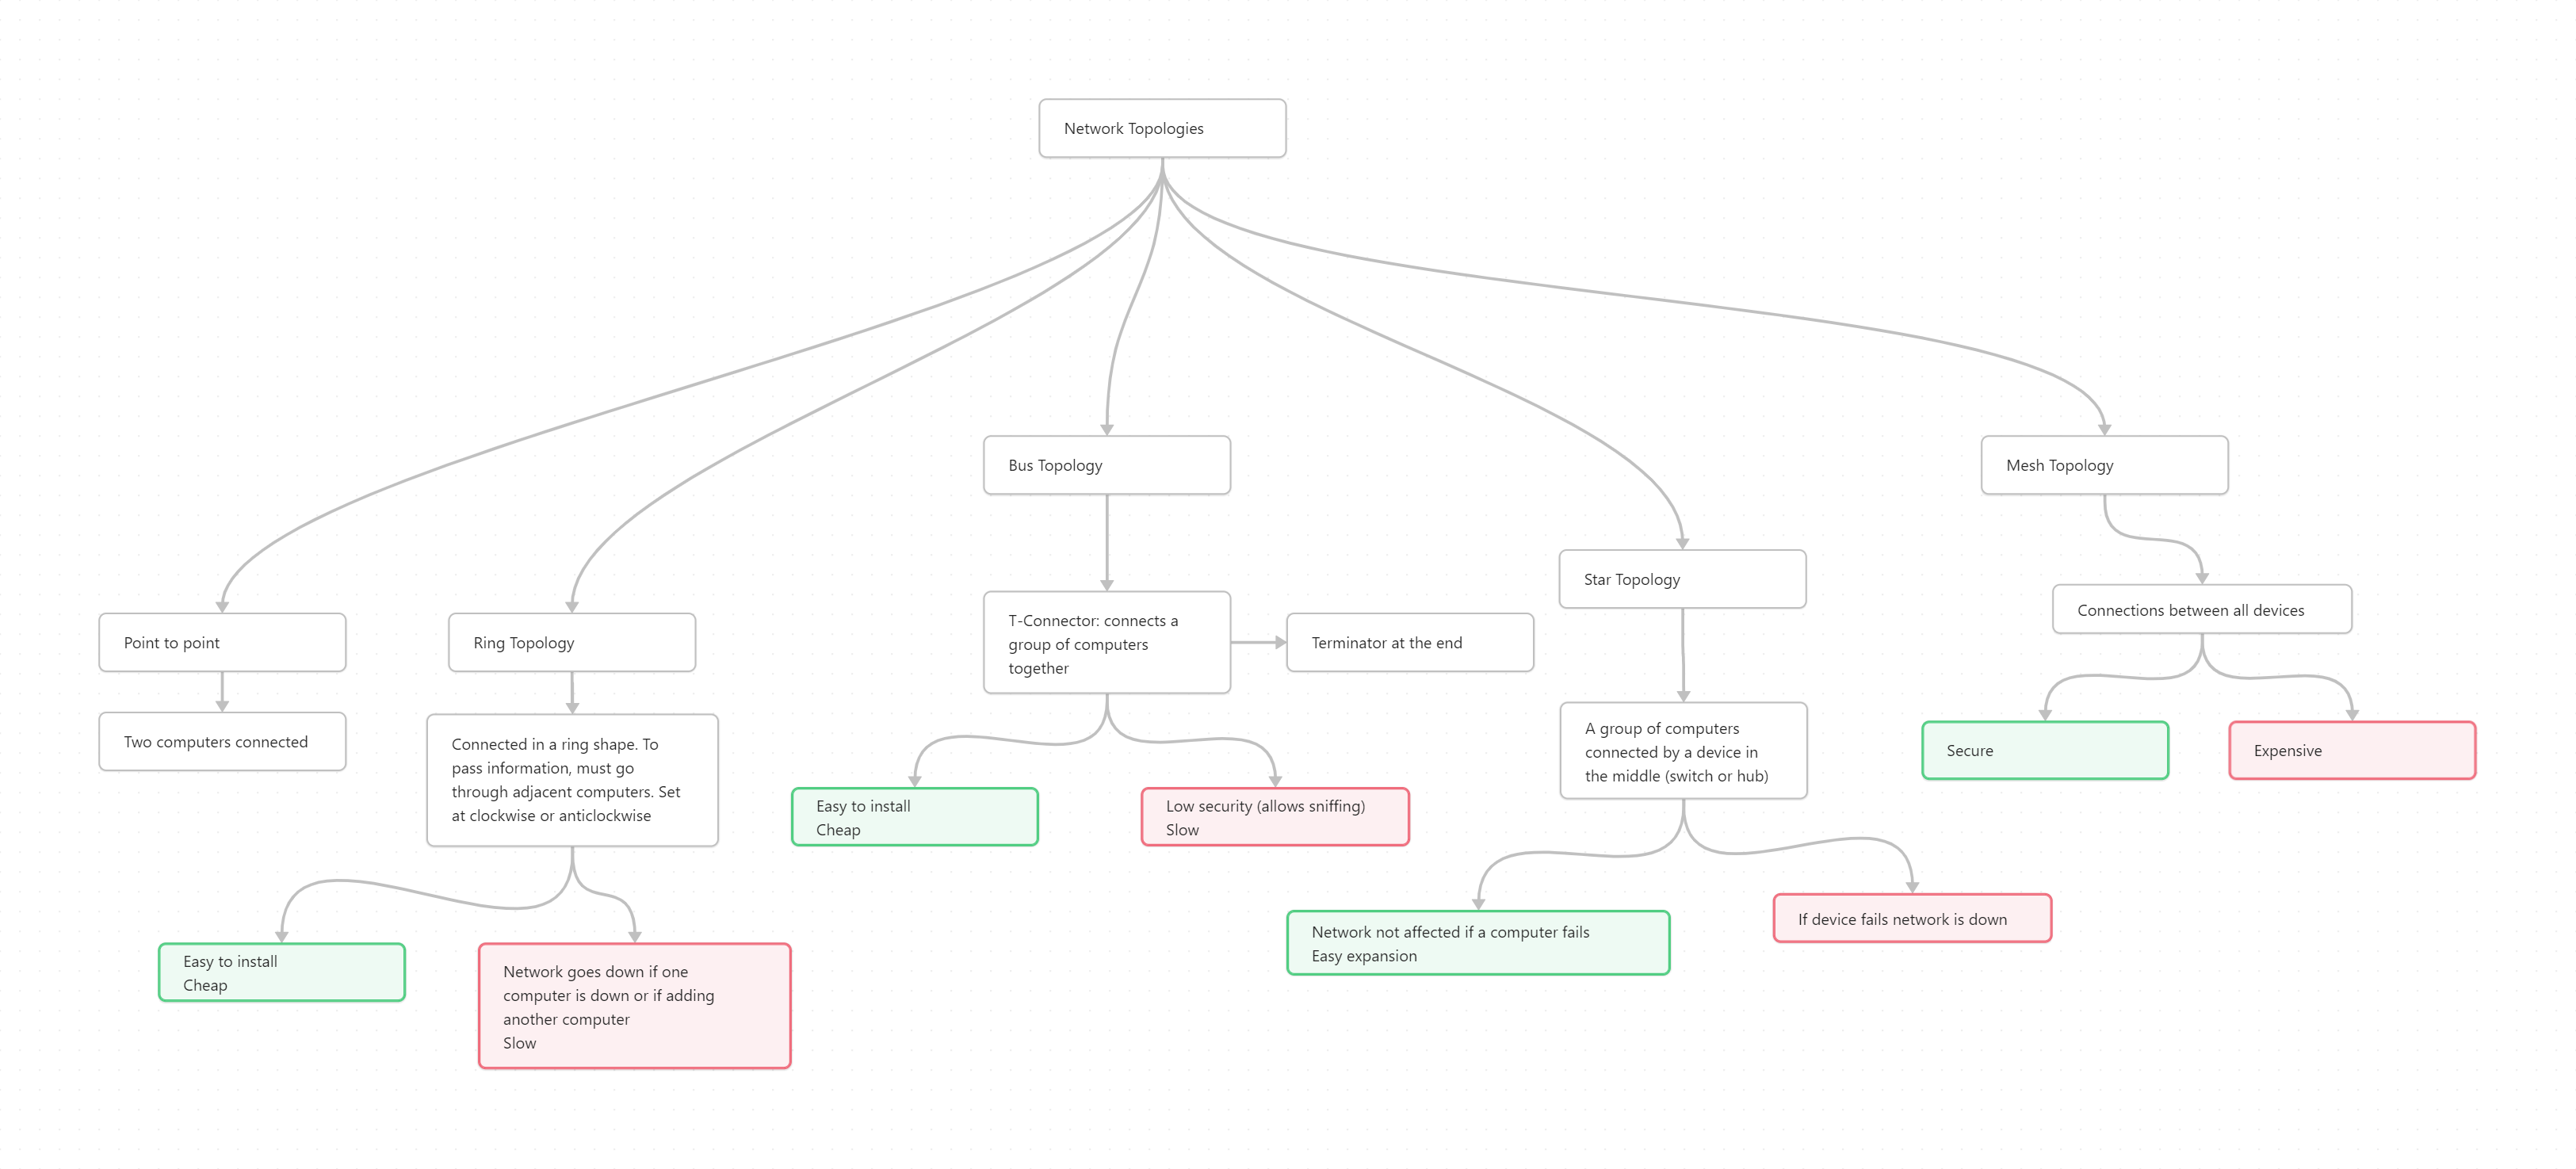 Network Topologies
Bus Topology
Mesh Topology
Star Topology
Point to point
Ring Topology
T-Connector: connects a
group of computers
together
Terminator at the end
Connections between all devices
Two computers connected
Connected in a ring shape. To
pass information, must go
through adjacent computers. Set
at clockwise or anticlockwise
A group of computers
connected by a device in
the middle (switch or hub)
Secure
Expensive
Easy to install
Cheap
Low security (allows sniffing)
Slow
Network not affected if a computer fails
Easy expansion
If device fails network is down
Easy to install
Cheap
Network goes down if one
computer is down or if adding
another computer
Slow